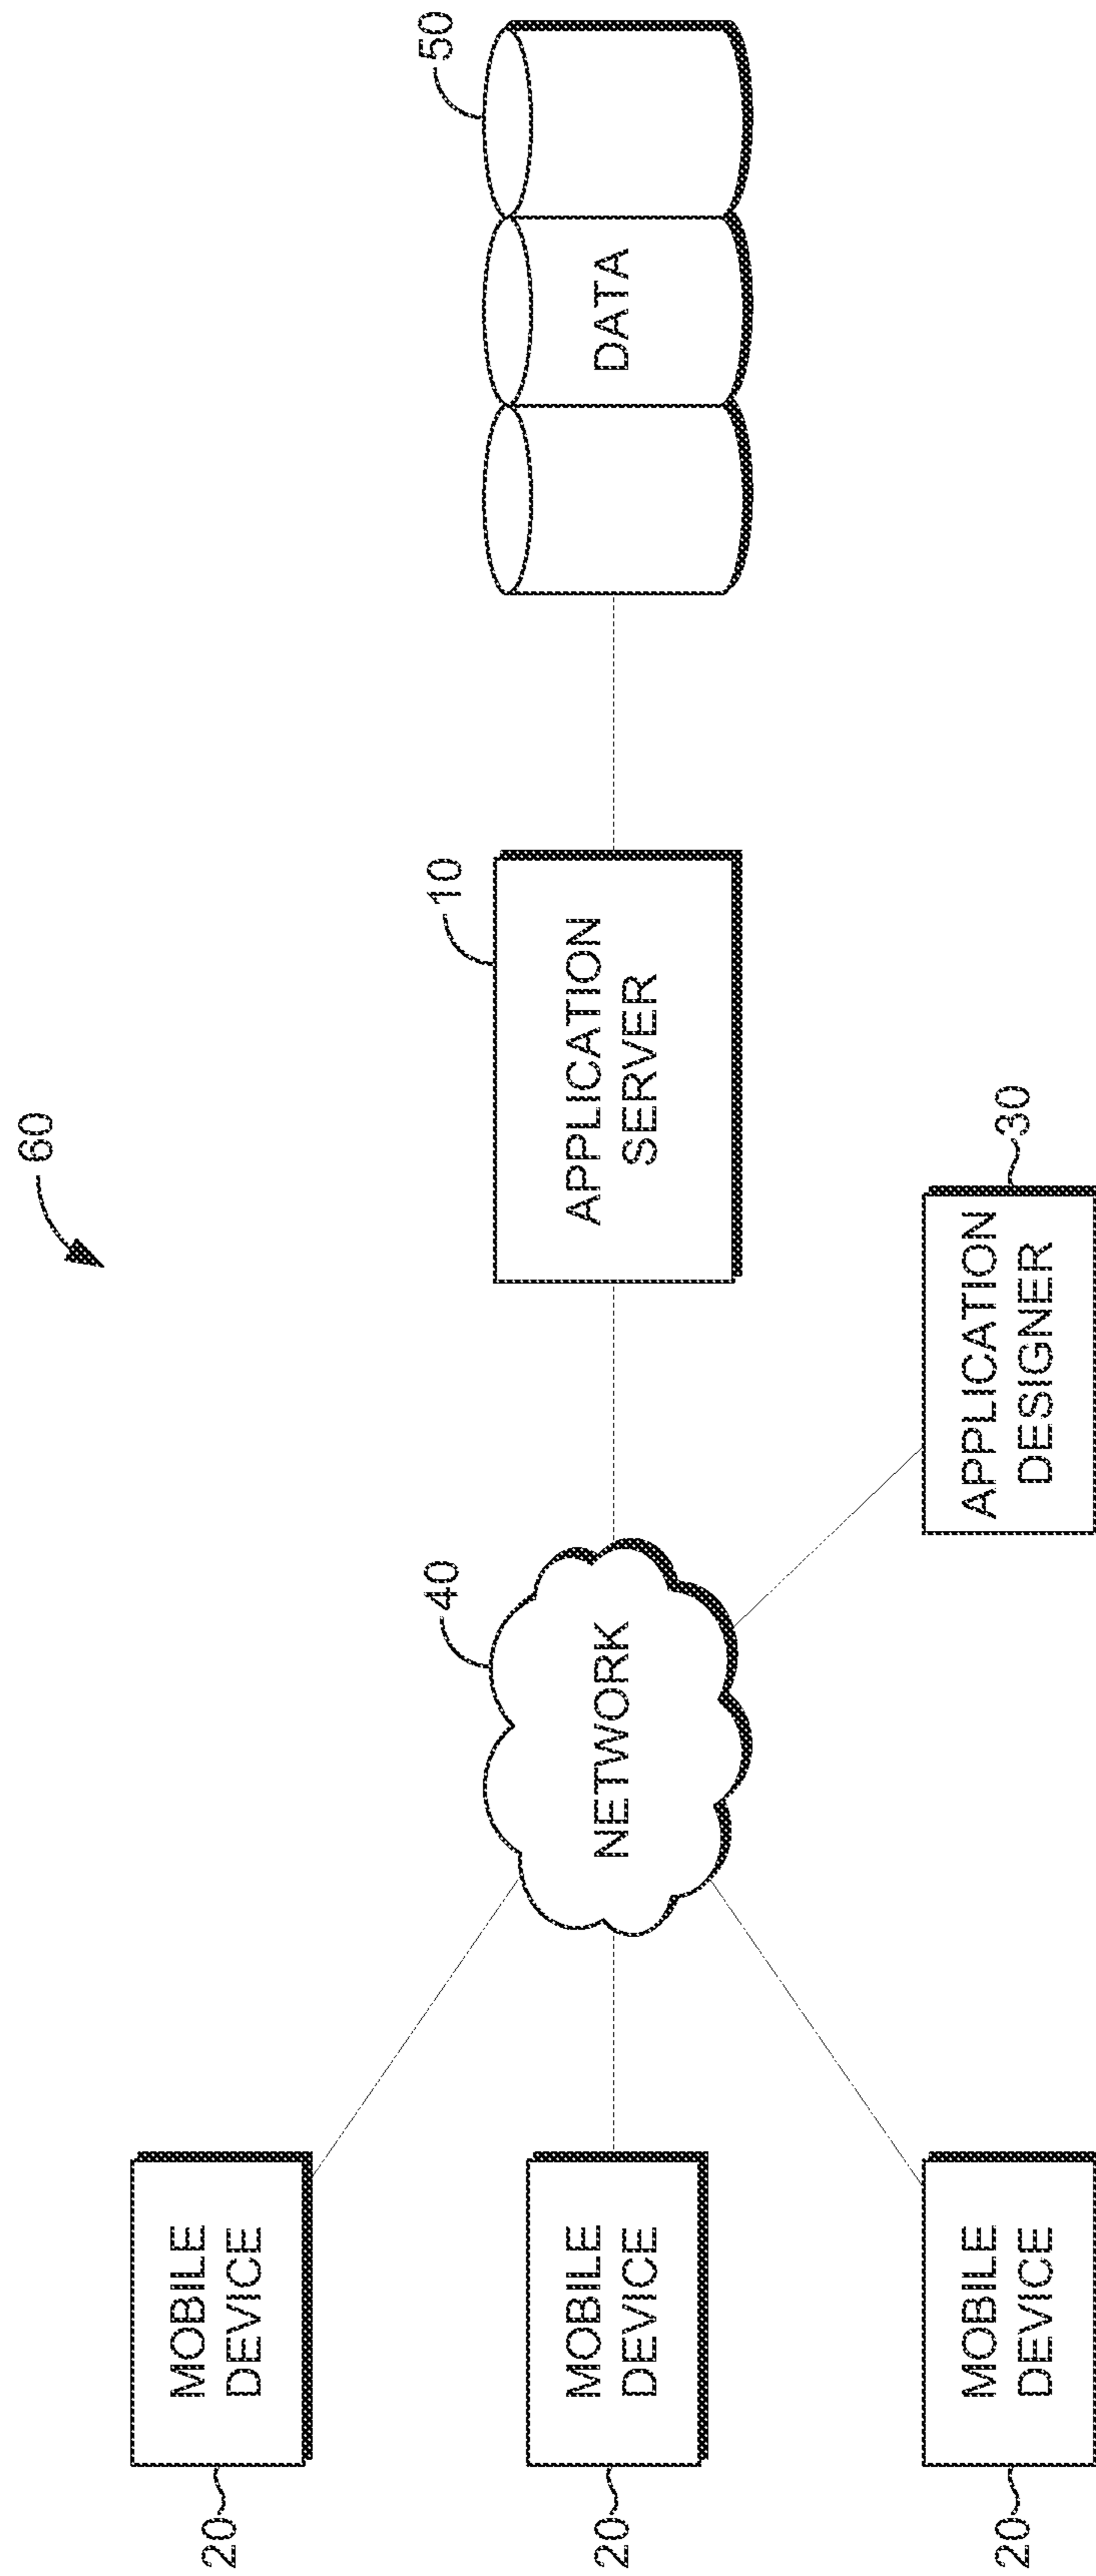 60
20
MOBILE
DEVICE
20
MOBILE
DEVICE
20
MOBILE
DEVICE
40
NETWORK
30
APPLICATION
DESIGNER
10
APPLICATION
SERVER
50
DATA